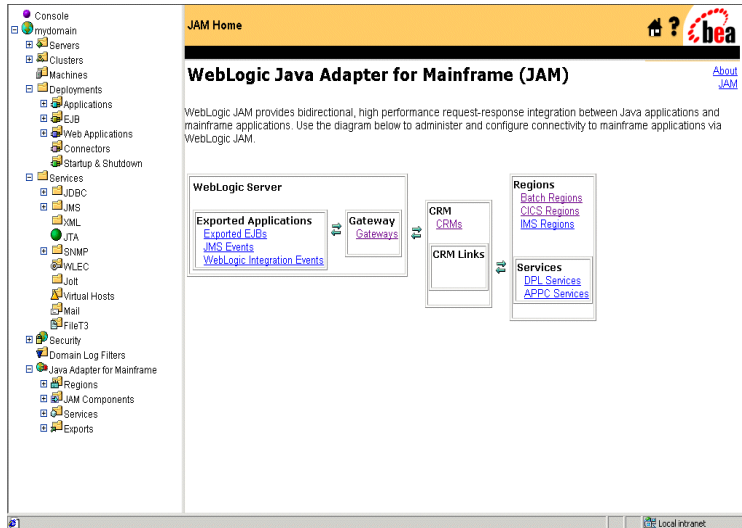 Console
mydomain
Servers
Clusters
Machines
Deployments
Applications
EJB
Web Applications
Connectors
Startup & Shutdown
Services
JDBC
JMS
XML
JTA
SNMP
WLEC
Jolt
Virtual Hosts
Mail
FileT3
Security
Domain Log Filters
Java Adapter for Mainframe
Regions
JAM Components
Services
Exports
JAM Home
?
bea
WebLogic Java Adapter for Mainframe (JAM)
About
JAM
WebLogic JAM provides bidirectional, high performance request-response integration between Java applications and
mainframe applications. Use the diagram below to administer and configure connectivity to mainframe applications via
WebLogic JAM.
WebLogic Server
Exported Applications
Exported EJBs
JMS Events
WebLogic Integration Events
Gateway
Gateways
CRM
CRMs
CRM Links
Regions
Batch Regions
CICS Regions
IMS Regions
Services
DPL Services
APPC Services
Local intranet